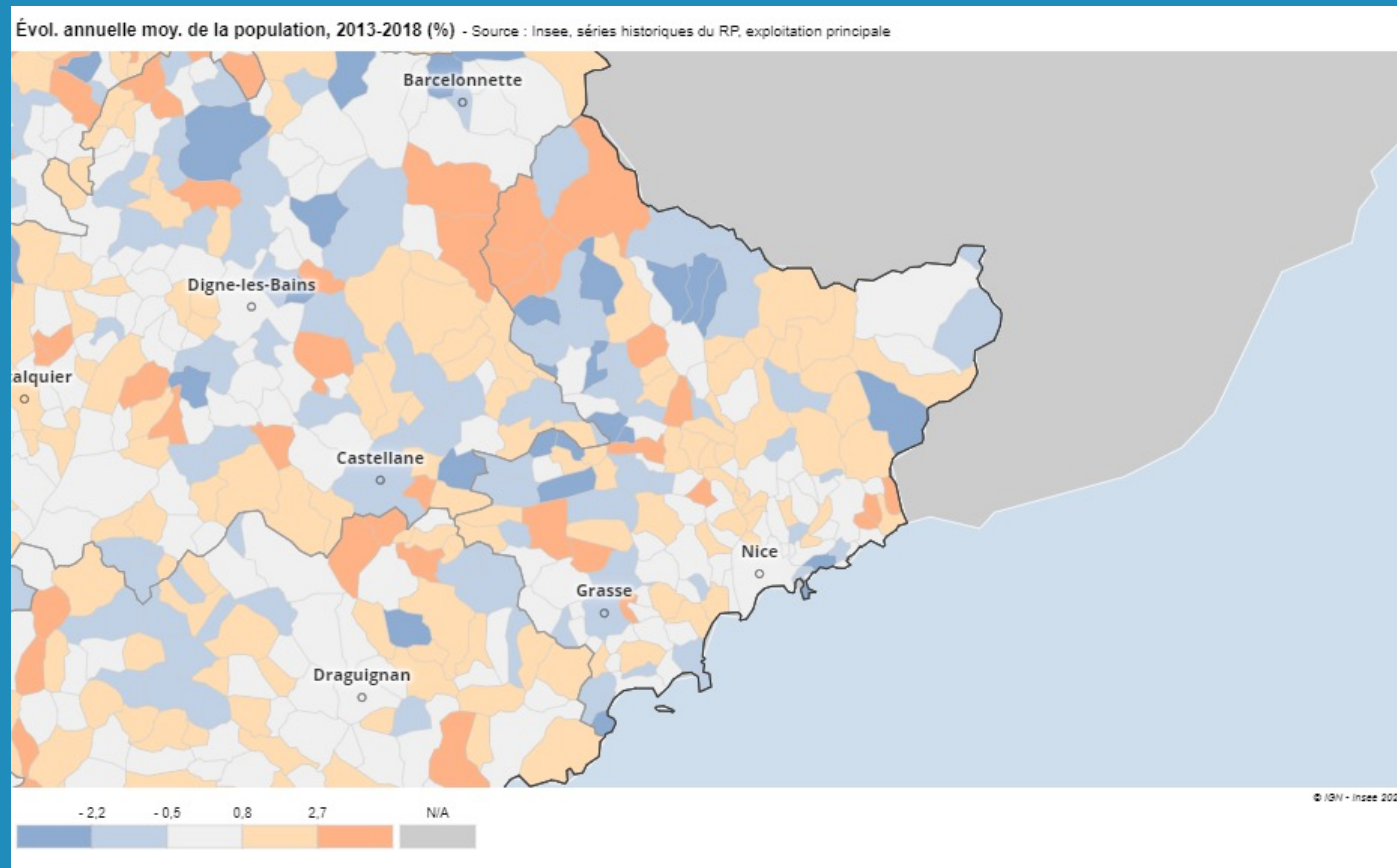 Évol. annuelle moy. de la population, 2013-2018 (%) - Source : Insee, séries historiques du RP, exploitation principale
Barcelonnette
Digne-les-Bains
alquier
Castellane
Nice
Grasse
Draguignan
© IGN - Insee 202
- 2,2 - 0,5 0,8 2,7 N/A